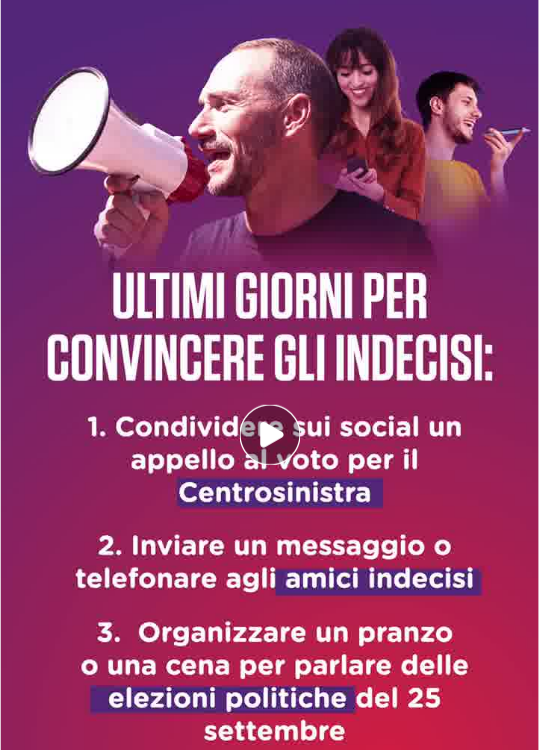 ULTIMI GIORNI PER
CONVINCERE GLI INDECISI:
1. Condividere sui social un
appello al voto per il
Centrosinistra
2. Inviare un messaggio o
telefonare agli amici indecisi
3. Organizzare un pranzo
o una cena per parlare delle
elezioni politiche del 25
settembre